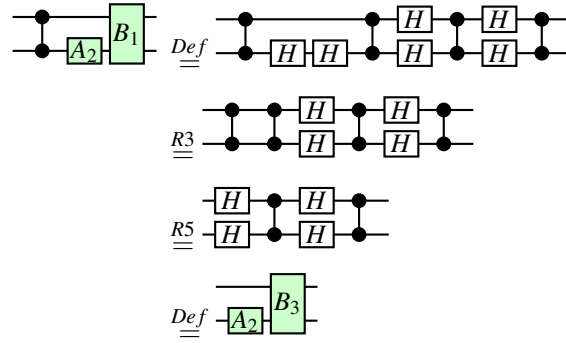 B₁ H H
A₂ Def = H H H H
H H
R3 = H H
H H
R5 = H H
B₃
Def = A₂